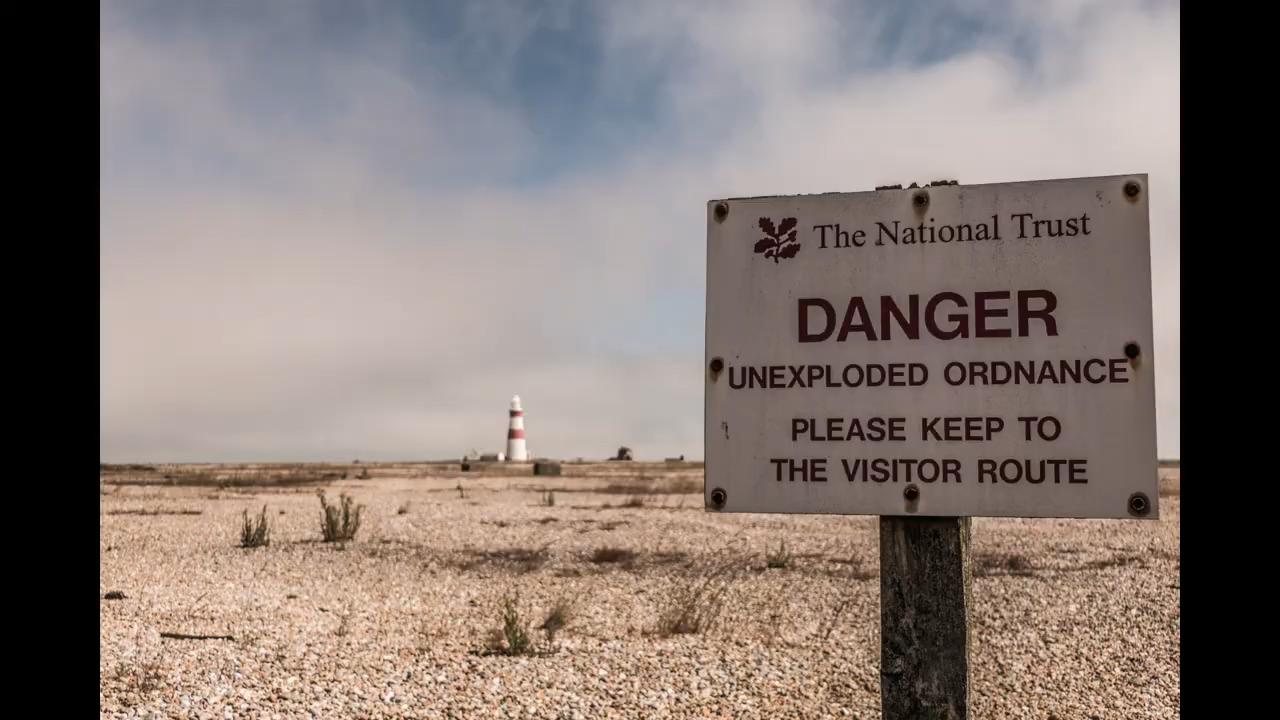 The National Trust
DANGER
UNEXPLODED ORDNANCE
PLEASE KEEP TO
THE VISITOR ROUTE